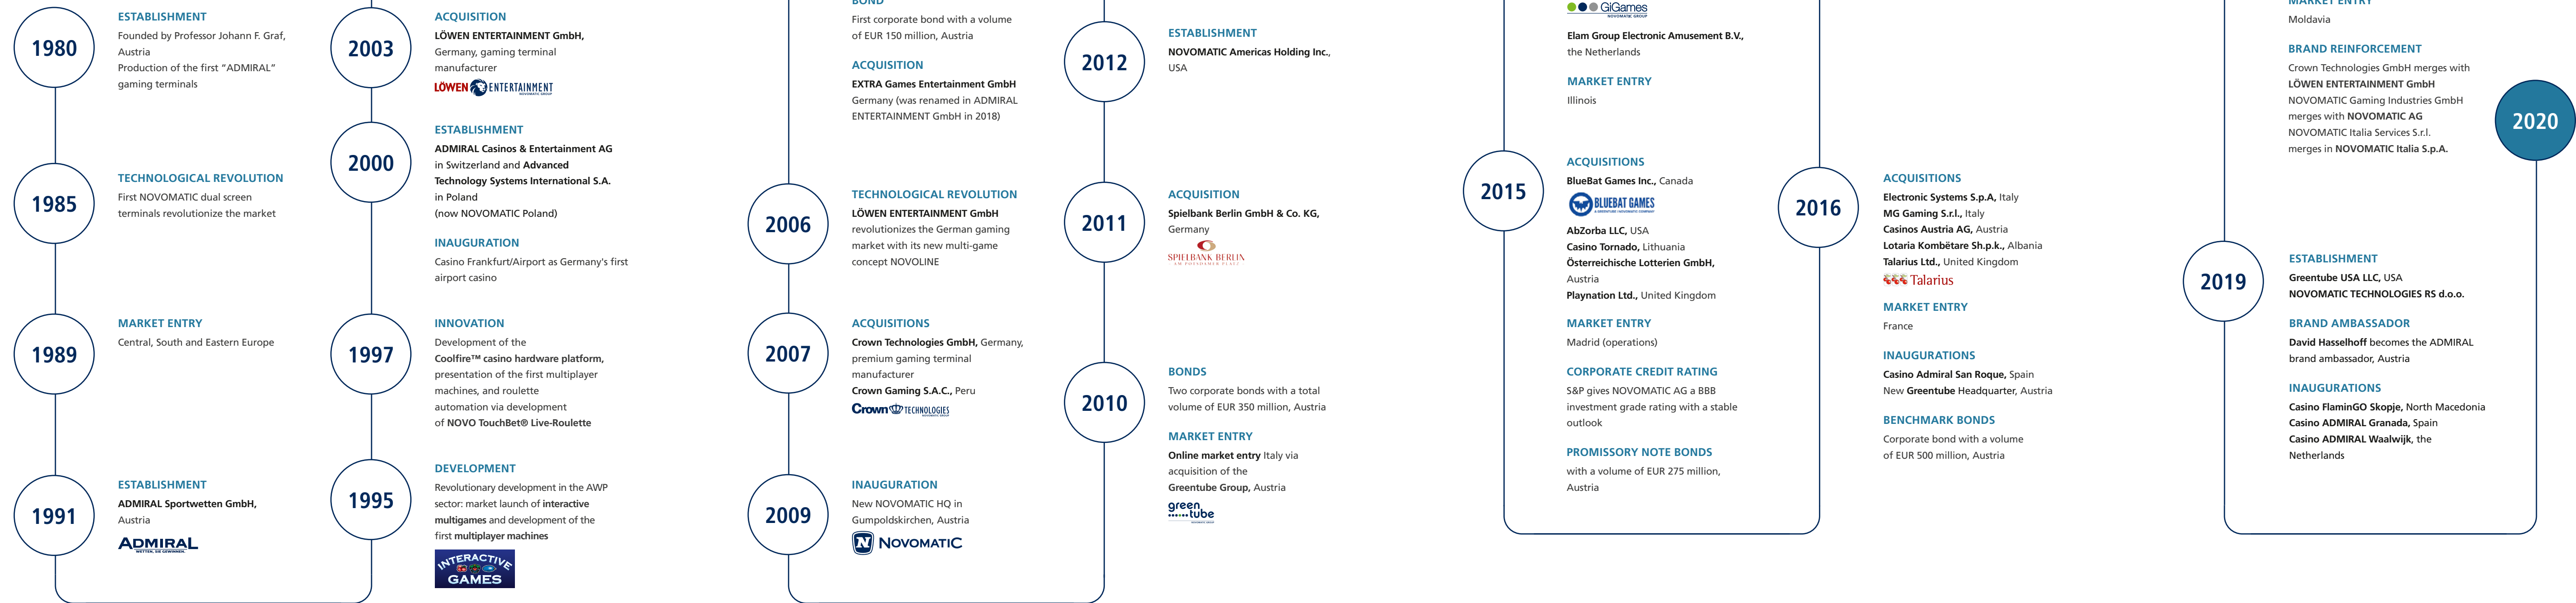 1980
ESTABLISHMENT
Founded by Professor Johann F. Graf,
Austria
Production of the first “ADMIRAL”
gaming terminals
1985
TECHNOLOGICAL REVOLUTION
First NOVOMATIC dual screen
terminals revolutionize the market
1989
MARKET ENTRY
Central, South and Eastern Europe
1991
ESTABLISHMENT
ADMIRAL Sportwetten GmbH,
Austria
ADMIRAL
WETTEN, SIE GEWINNEN.
2003
ACQUISITION
LÖWEN ENTERTAINMENT GmbH,
Germany, gaming terminal
manufacturer
LÖWEN ENTERTAINMENT
NOVOMATIC GROUP
2000
ESTABLISHMENT
ADMIRAL Casinos & Entertainment AG
in Switzerland and Advanced
Technology Systems International S.A.
in Poland
(now NOVOMATIC Poland)
INAUGURATION
Casino Frankfurt/Airport as Germany's first
airport casino
1997
INNOVATION
Development of the
Coolfire™ casino hardware platform,
presentation of the first multiplayer
machines, and roulette
automation via development
of NOVO TouchBet® Live-Roulette
1995
DEVELOPMENT
Revolutionary development in the AWP
sector: market launch of interactive
multigames and development of the
first multiplayer machines
INTERACTIVE
GAMES
BOND
First corporate bond with a volume
of EUR 150 million, Austria
ACQUISITION
EXTRA Games Entertainment GmbH
Germany (was renamed in ADMIRAL
ENTERTAINMENT GmbH in 2018)
2006
TECHNOLOGICAL REVOLUTION
LÖWEN ENTERTAINMENT GmbH
revolutionizes the German gaming
market with its new multi-game
concept NOVOLINE
2007
ACQUISITIONS
Crown Technologies GmbH, Germany,
premium gaming terminal
manufacturer
Crown Gaming S.A.C., Peru
Crown TECHNOLOGIES
NOVOMATIC GROUP
2009
INAUGURATION
New NOVOMATIC HQ in
Gumpoldskirchen, Austria
N NOVOMATIC
2012
ESTABLISHMENT
NOVOMATIC Americas Holding Inc.,
USA
2011
ACQUISITION
Spielbank Berlin GmbH & Co. KG,
Germany
SPIELBANK BERLIN
AM POTSDAMER PLATZ
2010
BONDS
Two corporate bonds with a total
volume of EUR 350 million, Austria
MARKET ENTRY
Online market entry Italy via
acquisition of the
Greentube Group, Austria
green
tube
NOVOMATIC GROUP
GiGames
NOVOMATIC GROUP
Elam Group Electronic Amusement B.V.,
the Netherlands
MARKET ENTRY
Illinois
2015
ACQUISITIONS
BlueBat Games Inc., Canada
BLUEBAT GAMES
A GREENTUBE / NOVOMATIC COMPANY
AbZorba LLC, USA
Casino Tornado, Lithuania
Österreichische Lotterien GmbH,
Austria
Playnation Ltd., United Kingdom
MARKET ENTRY
Madrid (operations)
CORPORATE CREDIT RATING
S&P gives NOVOMATIC AG a BBB
investment grade rating with a stable
outlook
PROMISSORY NOTE BONDS
with a volume of EUR 275 million,
Austria
2016
ACQUISITIONS
Electronic Systems S.p.A, Italy
MG Gaming S.r.l., Italy
Casinos Austria AG, Austria
Lotaria Kombëtare Sh.p.k., Albania
Talarius Ltd., United Kingdom
Talarius
MARKET ENTRY
France
INAUGURATIONS
Casino Admiral San Roque, Spain
New Greentube Headquarter, Austria
BENCHMARK BONDS
Corporate bond with a volume
of EUR 500 million, Austria
MARKET ENTRY
Moldavia
BRAND REINFORCEMENT
Crown Technologies GmbH merges with
LÖWEN ENTERTAINMENT GmbH
NOVOMATIC Gaming Industries GmbH
merges with NOVOMATIC AG
NOVOMATIC Italia Services S.r.l.
merges in NOVOMATIC Italia S.p.A.
2020
2019
ESTABLISHMENT
Greentube USA LLC, USA
NOVOMATIC TECHNOLOGIES RS d.o.o.
BRAND AMBASSADOR
David Hasselhoff becomes the ADMIRAL
brand ambassador, Austria
INAUGURATIONS
Casino FlaminGO Skopje, North Macedonia
Casino ADMIRAL Granada, Spain
Casino ADMIRAL Waalwijk, the
Netherlands